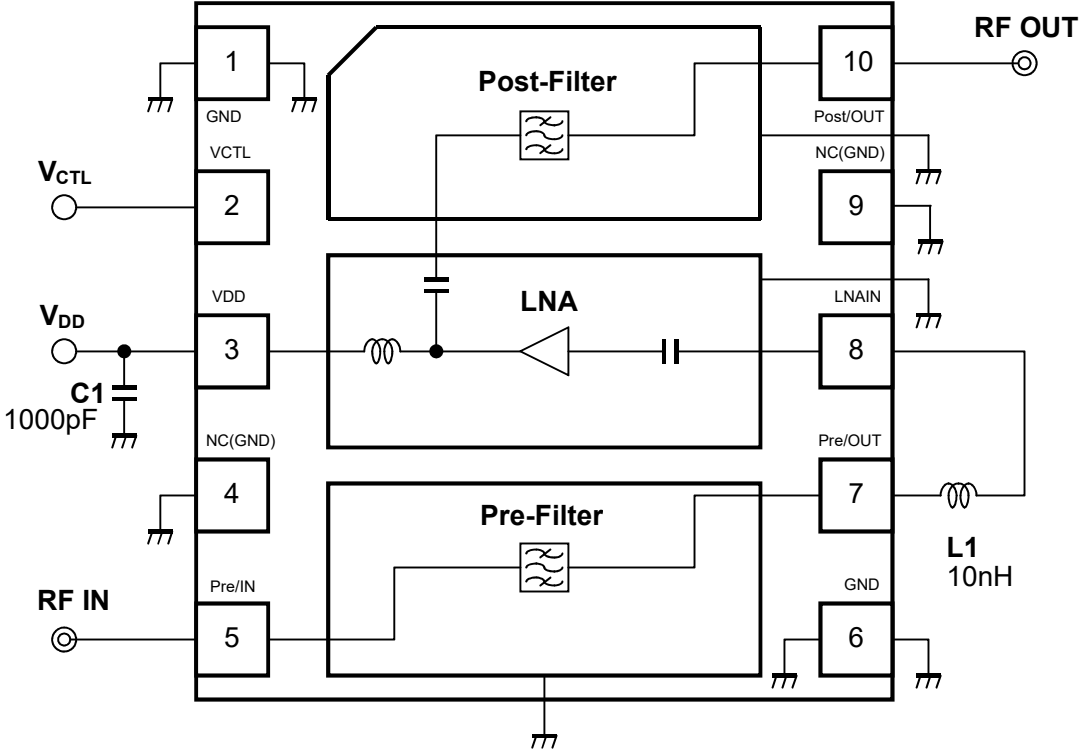 RF OUT
1
Post-Filter
10
GND
Post/OUT
VCTL
NC(GND)
VCTL
2
9
VDD
LNA
LNAIN
VDD
3
8
C1
1000pF
NC(GND)
Pre/OUT
4
Pre-Filter
7
L1
10nH
Pre/IN
GND
RF IN
5
6